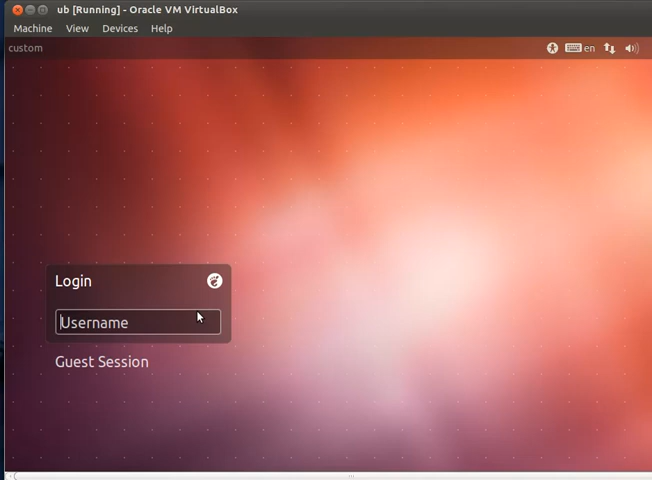 ub [Running] - Oracle VM VirtualBox
Machine View Devices Help
custom en
Login
Username
Guest Session